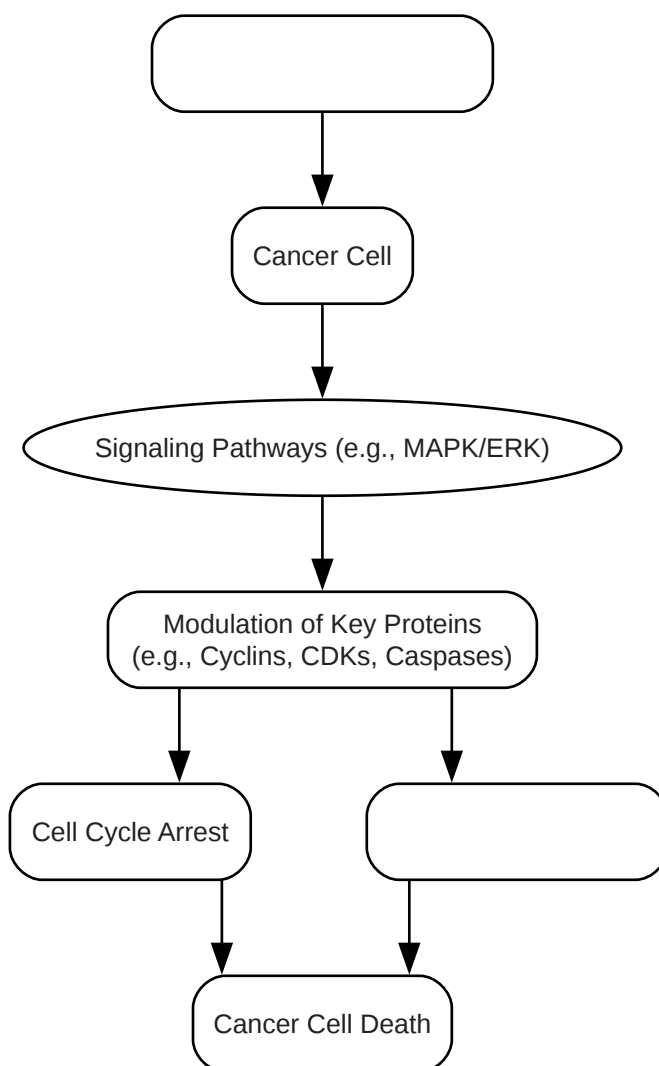 Cancer Cell
Signaling Pathways (e.g., MAPK/ERK)
Modulation of Key Proteins
(e.g., Cyclins, CDKs, Caspases)
Cell Cycle Arrest
Cancer Cell Death